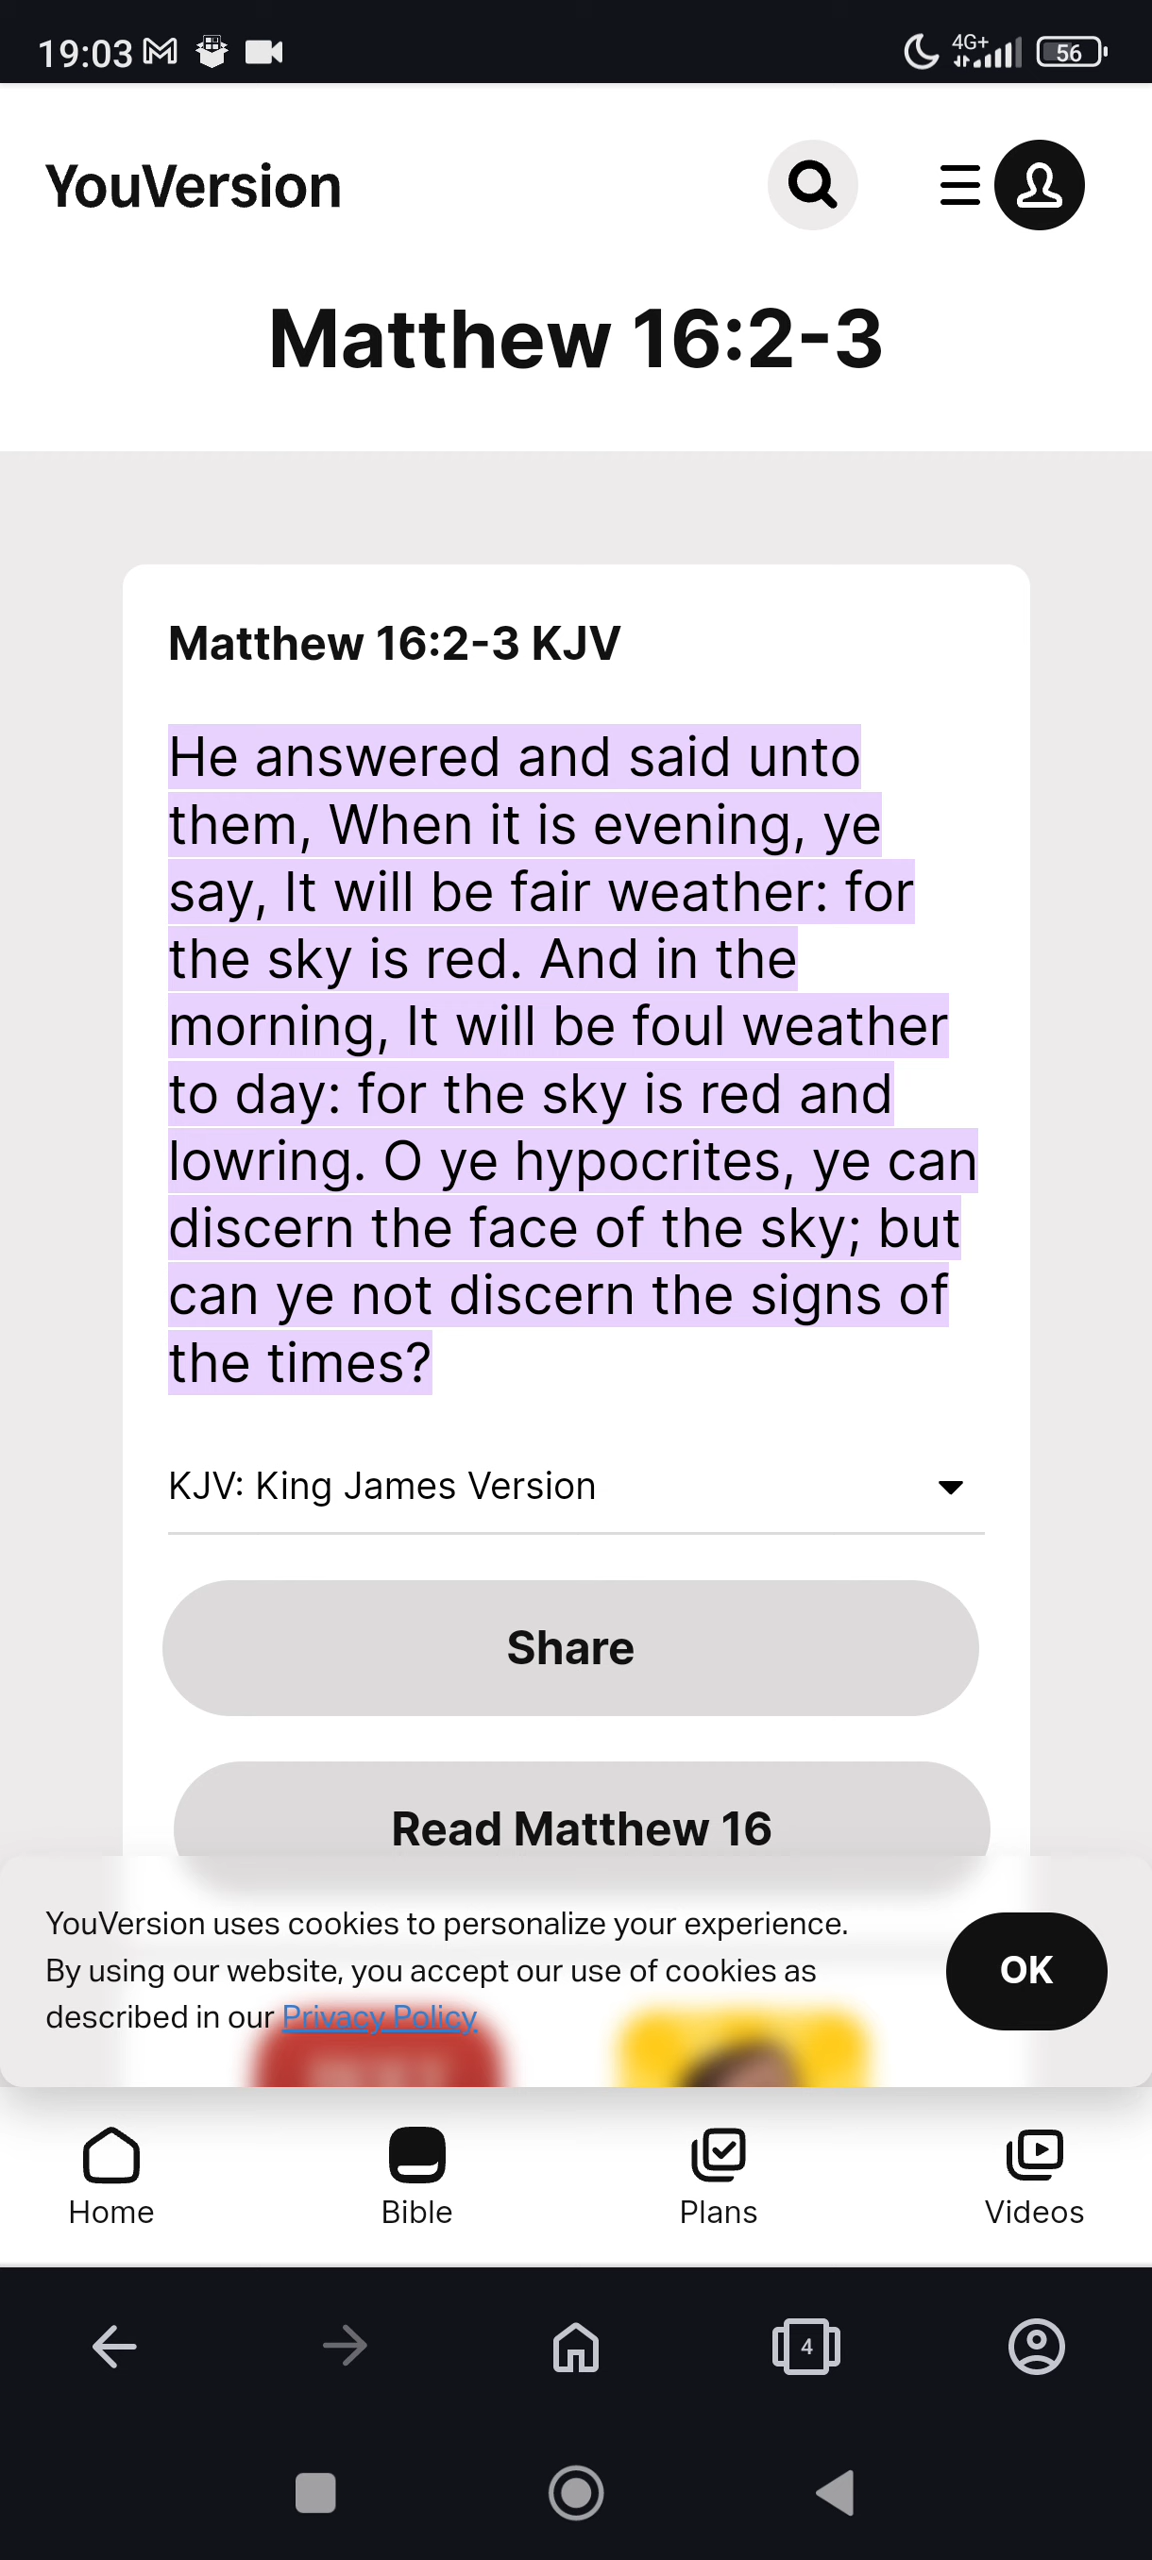 19:03
4G+
56
YouVersion
Matthew 16:2-3
Matthew 16:2-3 KJV
He answered and said unto
them, When it is evening, ye
say, It will be fair weather: for
the sky is red. And in the
morning, It will be foul weather
to day: for the sky is red and
lowring. O ye hypocrites, ye can
discern the face of the sky; but
can ye not discern the signs of
the times?
KJV: King James Version
Share
Read Matthew 16
YouVersion uses cookies to personalize your experience.
By using our website, you accept our use of cookies as
described in our Privacy Policy
OK
Home
Bible
Plans
Videos
4